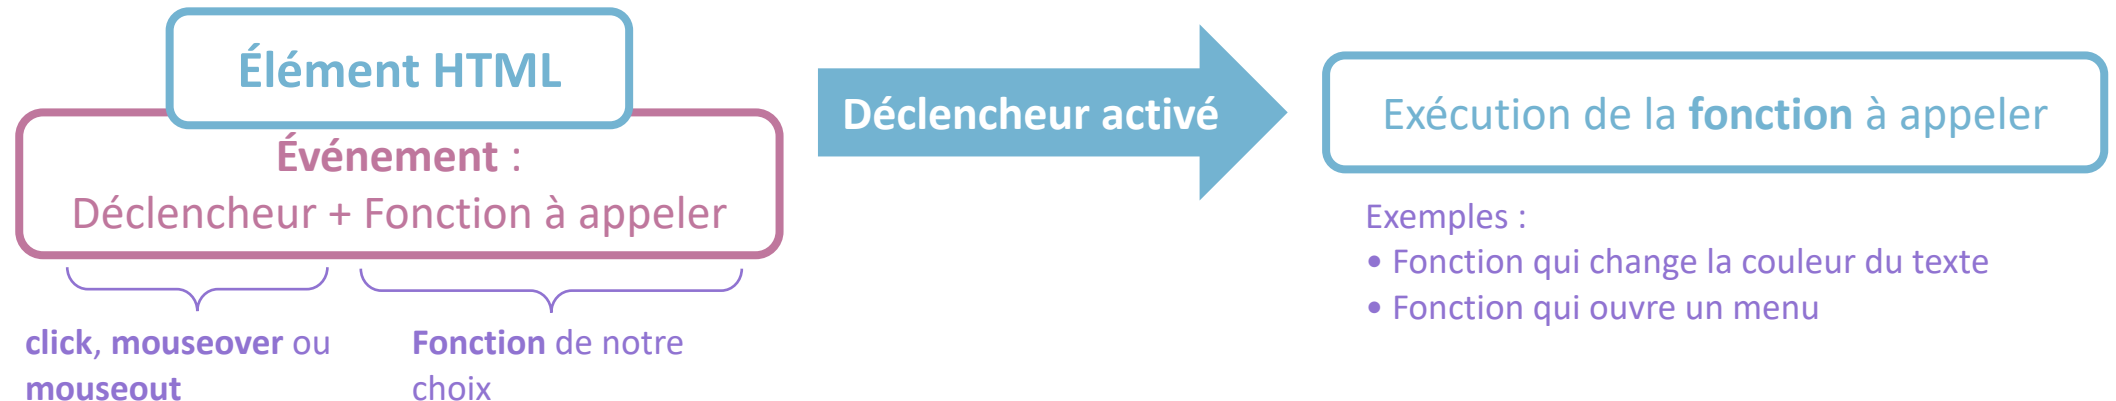 Élément HTML
Événement :
Déclencheur + Fonction à appeler
click, mouseover ou
mouseout
Fonction de notre
choix
Déclencheur activé
Exécution de la fonction à appeler
Exemples :
• Fonction qui change la couleur du texte
• Fonction qui ouvre un menu